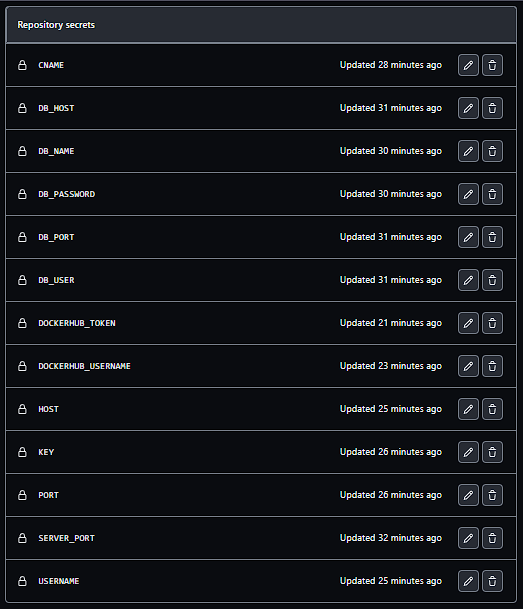 Repository secrets
CNAME Updated 28 minutes ago
DB_HOST Updated 31 minutes ago
DB_NAME Updated 30 minutes ago
DB_PASSWORD Updated 30 minutes ago
DB_PORT Updated 31 minutes ago
DB_USER Updated 31 minutes ago
DOCKERHUB_TOKEN Updated 21 minutes ago
DOCKERHUB_USERNAME Updated 23 minutes ago
HOST Updated 25 minutes ago
KEY Updated 26 minutes ago
PORT Updated 26 minutes ago
SERVER_PORT Updated 32 minutes ago
USERNAME Updated 25 minutes ago